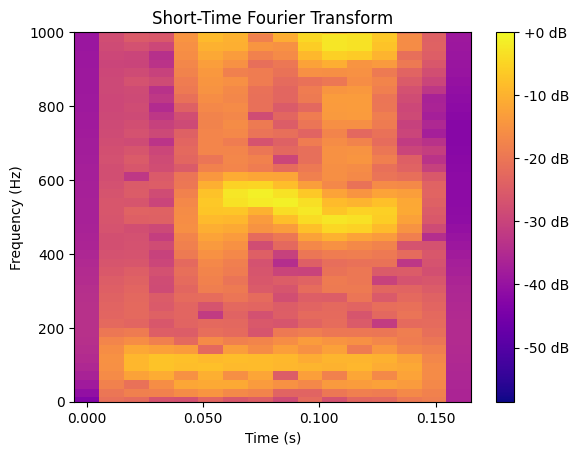 Short-Time Fourier Transform
1000
800
600
400
200
0
Frequency (Hz)
0.000
0.050
0.100
0.150
Time (s)
+0 dB
-10 dB
-20 dB
-30 dB
-40 dB
-50 dB